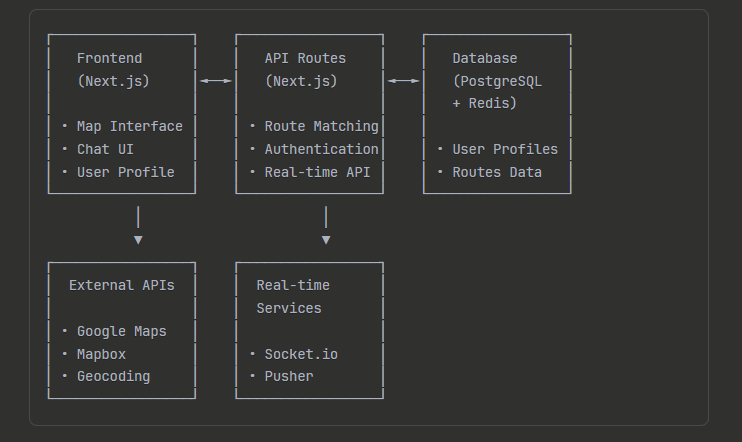 Frontend
(Next.js)
• Map Interface
• Chat UI
• User Profile
API Routes
(Next.js)
• Route Matching
• Authentication
• Real-time API
Database
(PostgreSQL
+ Redis)
• User Profiles
• Routes Data
External APIs
• Google Maps
• Mapbox
• Geocoding
Real-time
Services
• Socket.io
• Pusher